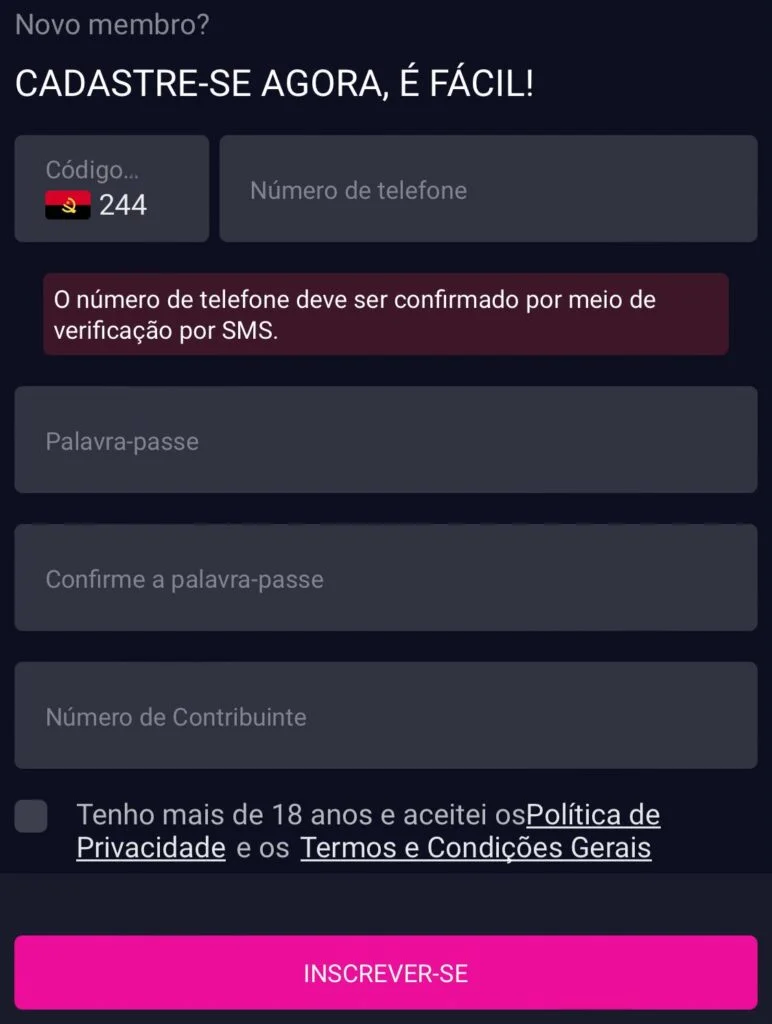 Novo membro?
CADASTRE-SE AGORA, É FÁCIL!
Código...
244
Número de telefone
O número de telefone deve ser confirmado por meio de
verificação por SMS.
Palavra-passe
Confirme a palavra-passe
Número de Contribuinte
Tenho mais de 18 anos e aceitei osPolítica de
Privacidade e os Termos e Condições Gerais
INSCREVER-SE